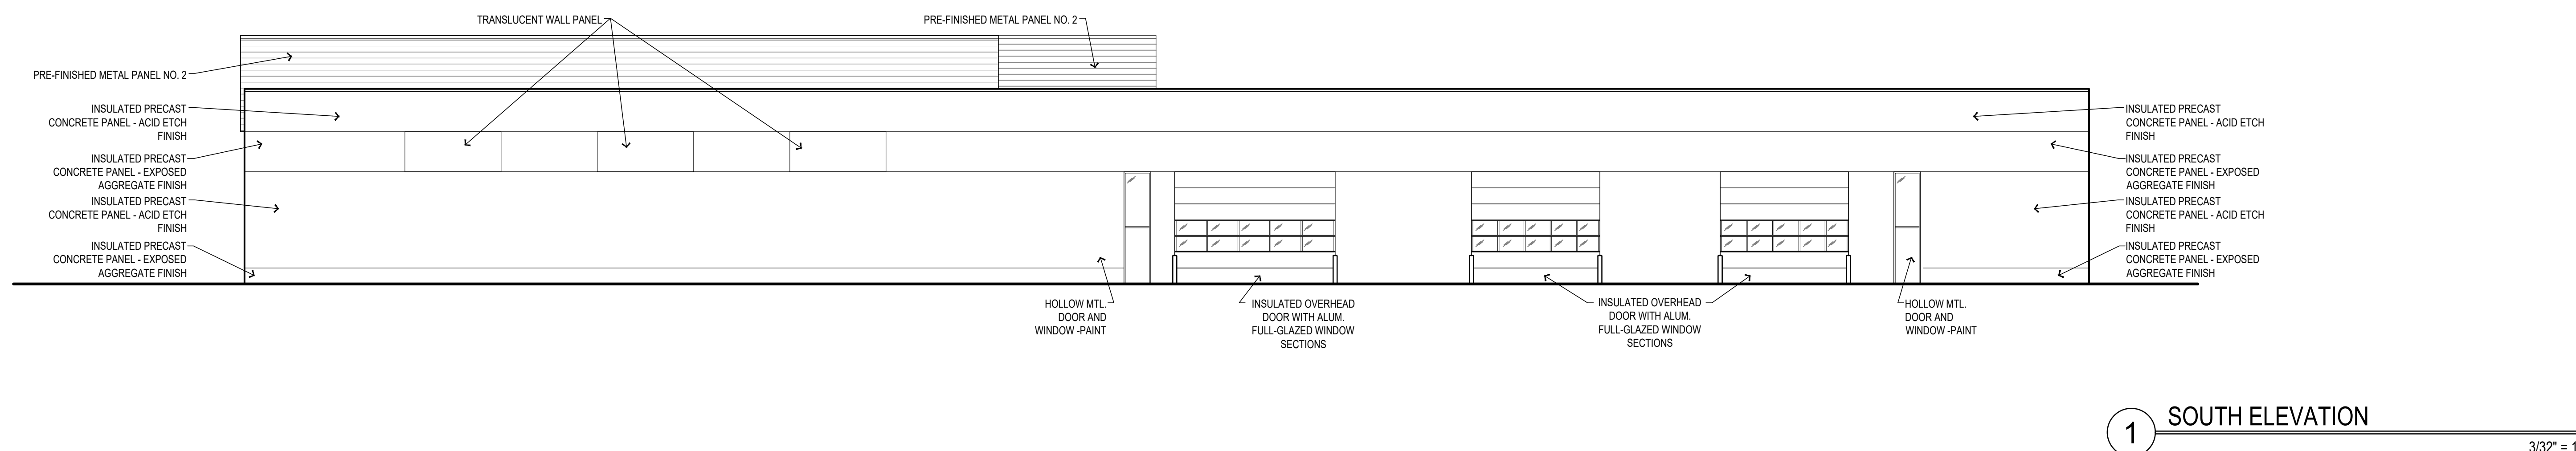 TRANSLUCENT WALL PANEL
PRE-FINISHED METAL PANEL NO. 2
PRE-FINISHED METAL PANEL NO. 2
INSULATED PRECAST
CONCRETE PANEL - ACID ETCH
FINISH
INSULATED PRECAST
CONCRETE PANEL - EXPOSED
AGGREGATE FINISH
INSULATED PRECAST
CONCRETE PANEL - ACID ETCH
FINISH
INSULATED PRECAST
CONCRETE PANEL - EXPOSED
AGGREGATE FINISH
INSULATED PRECAST
CONCRETE PANEL - ACID ETCH
FINISH
INSULATED PRECAST
CONCRETE PANEL - EXPOSED
AGGREGATE FINISH
INSULATED PRECAST
CONCRETE PANEL - ACID ETCH
FINISH
INSULATED PRECAST
CONCRETE PANEL - EXPOSED
AGGREGATE FINISH
HOLLOW MTL.
DOOR AND
WINDOW -PAINT
INSULATED OVERHEAD
DOOR WITH ALUM.
FULL-GLAZED WINDOW
SECTIONS
INSULATED OVERHEAD
DOOR WITH ALUM.
FULL-GLAZED WINDOW
SECTIONS
HOLLOW MTL.
DOOR AND
WINDOW -PAINT
1
SOUTH ELEVATION
3/32" = 1